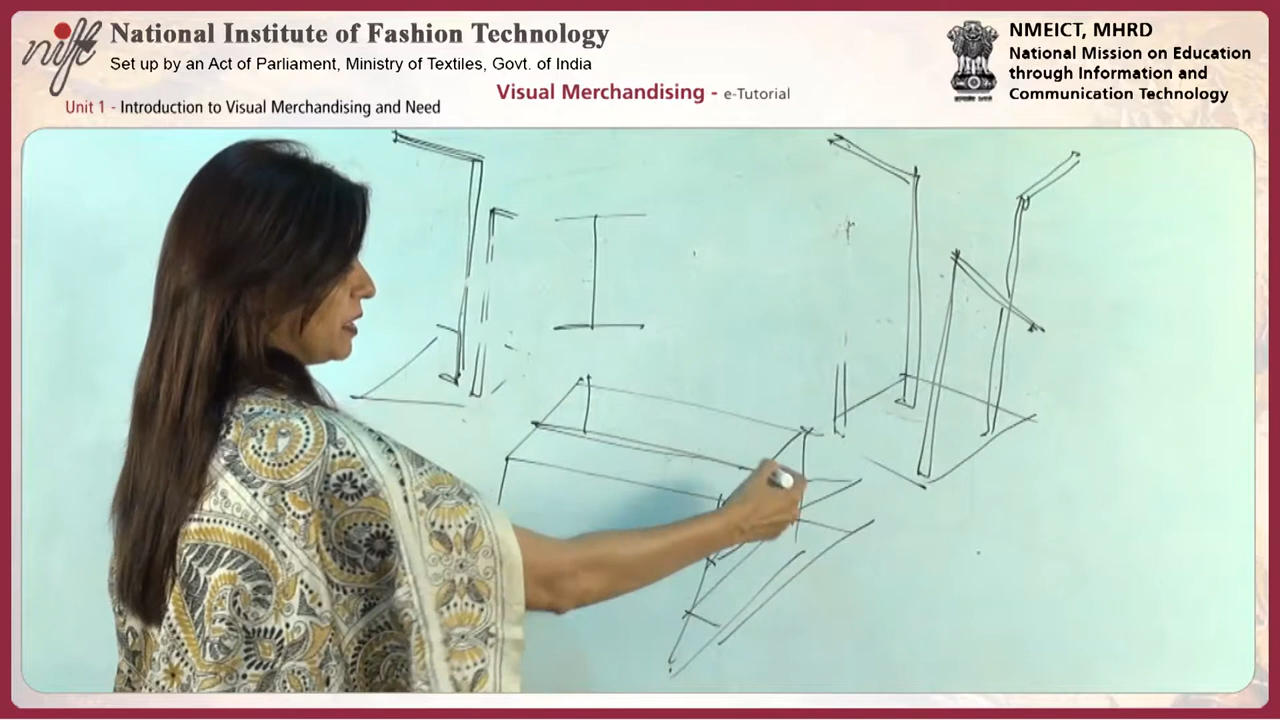 nift
National Institute of Fashion Technology
Set up by an Act of Parliament, Ministry of Textiles, Govt. of India
Unit 1 - Introduction to Visual Merchandising and Need
Visual Merchandising - e-Tutorial
NMEICT, MHRD
National Mission on Education
through Information and
Communication Technology